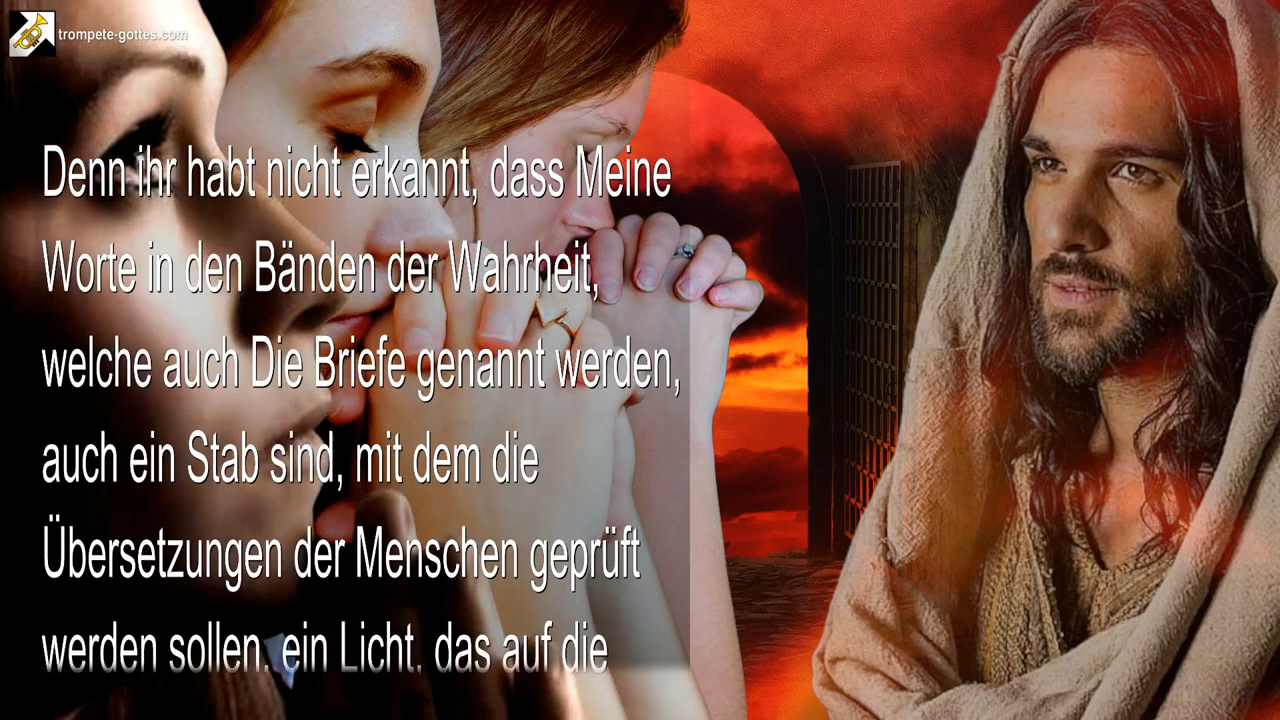 trompete-gottes.com
Denn ihr habt nicht erkannt, dass Meine
Worte in den Bänden der Wahrheit,
welche auch Die Briefe genannt werden,
auch ein Stab sind, mit dem die
Übersetzungen der Menschen geprüft
werden sollen, ein Licht, das auf die